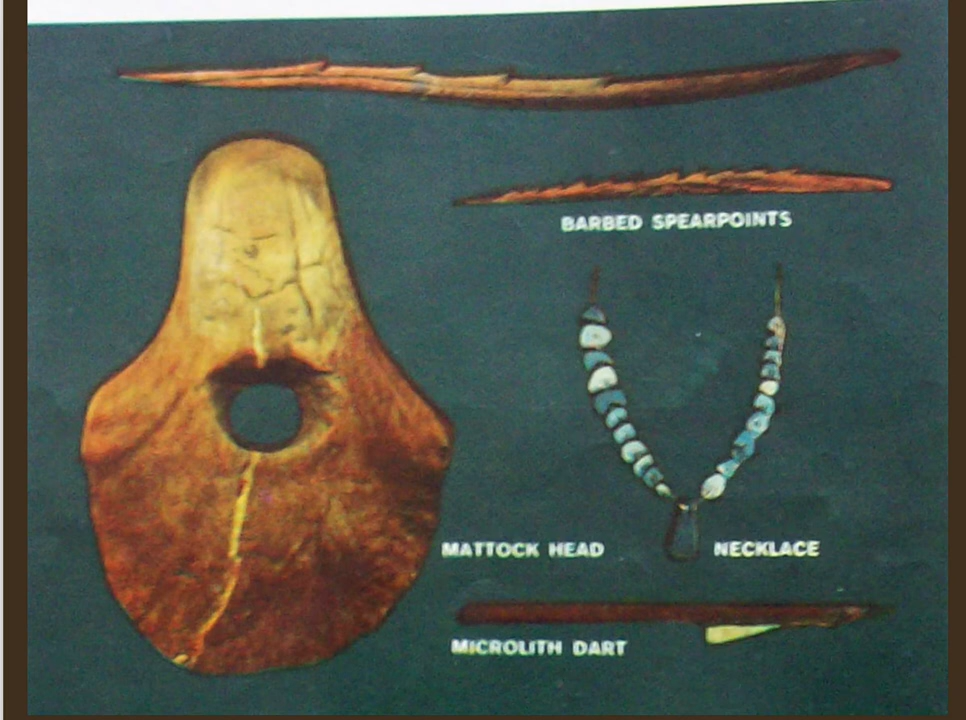 BARBED SPEARPOINTS
MATTOCK HEAD
NECKLACE
MICROLITH DART